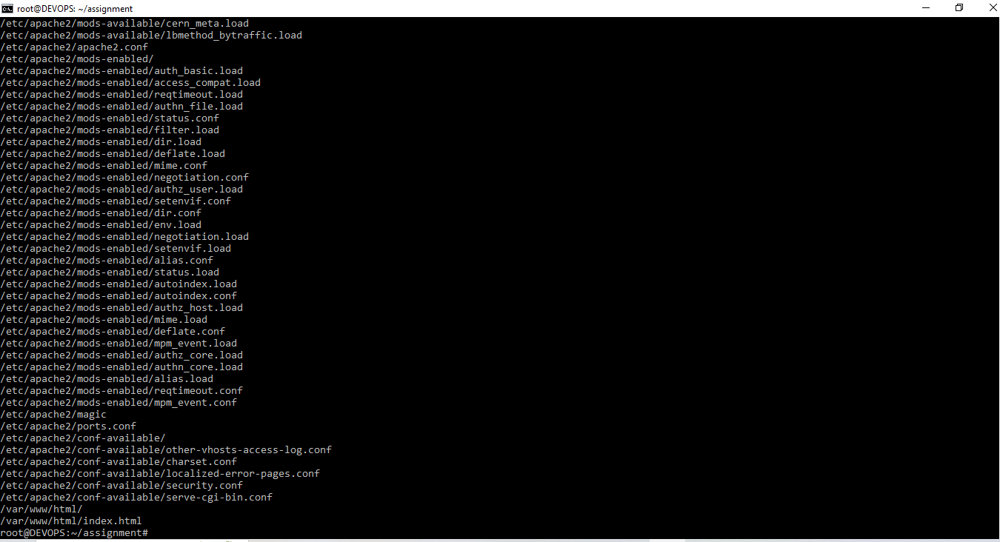 root@DEVOPS: ~/assignment
/etc/apache2/mods-available/cern_meta.load
/etc/apache2/mods-available/lbmethod_bytraffic.load
/etc/apache2/apache2.conf
/etc/apache2/mods-enabled/
/etc/apache2/mods-enabled/auth_basic.load
/etc/apache2/mods-enabled/access_compat.load
/etc/apache2/mods-enabled/reqtimeout.load
/etc/apache2/mods-enabled/authn_file.load
/etc/apache2/mods-enabled/status.conf
/etc/apache2/mods-enabled/filter.load
/etc/apache2/mods-enabled/dir.load
/etc/apache2/mods-enabled/deflate.load
/etc/apache2/mods-enabled/mime.conf
/etc/apache2/mods-enabled/negotiation.conf
/etc/apache2/mods-enabled/authz_user.load
/etc/apache2/mods-enabled/setenvif.conf
/etc/apache2/mods-enabled/dir.conf
/etc/apache2/mods-enabled/env.load
/etc/apache2/mods-enabled/negotiation.load
/etc/apache2/mods-enabled/setenvif.load
/etc/apache2/mods-enabled/alias.conf
/etc/apache2/mods-enabled/status.load
/etc/apache2/mods-enabled/autoindex.load
/etc/apache2/mods-enabled/autoindex.conf
/etc/apache2/mods-enabled/authz_host.load
/etc/apache2/mods-enabled/mime.load
/etc/apache2/mods-enabled/deflate.conf
/etc/apache2/mods-enabled/mpm_event.load
/etc/apache2/mods-enabled/authz_core.load
/etc/apache2/mods-enabled/authn_core.load
/etc/apache2/mods-enabled/alias.load
/etc/apache2/mods-enabled/reqtimeout.conf
/etc/apache2/mods-enabled/mpm_event.conf
/etc/apache2/magic
/etc/apache2/ports.conf
/etc/apache2/conf-available/
/etc/apache2/conf-available/other-vhosts-access-log.conf
/etc/apache2/conf-available/charset.conf
/etc/apache2/conf-available/localized-error-pages.conf
/etc/apache2/conf-available/security.conf
/etc/apache2/conf-available/serve-cgi-bin.conf
/var/www/html/
/var/www/html/index.html
root@DEVOPS:~/assignment#